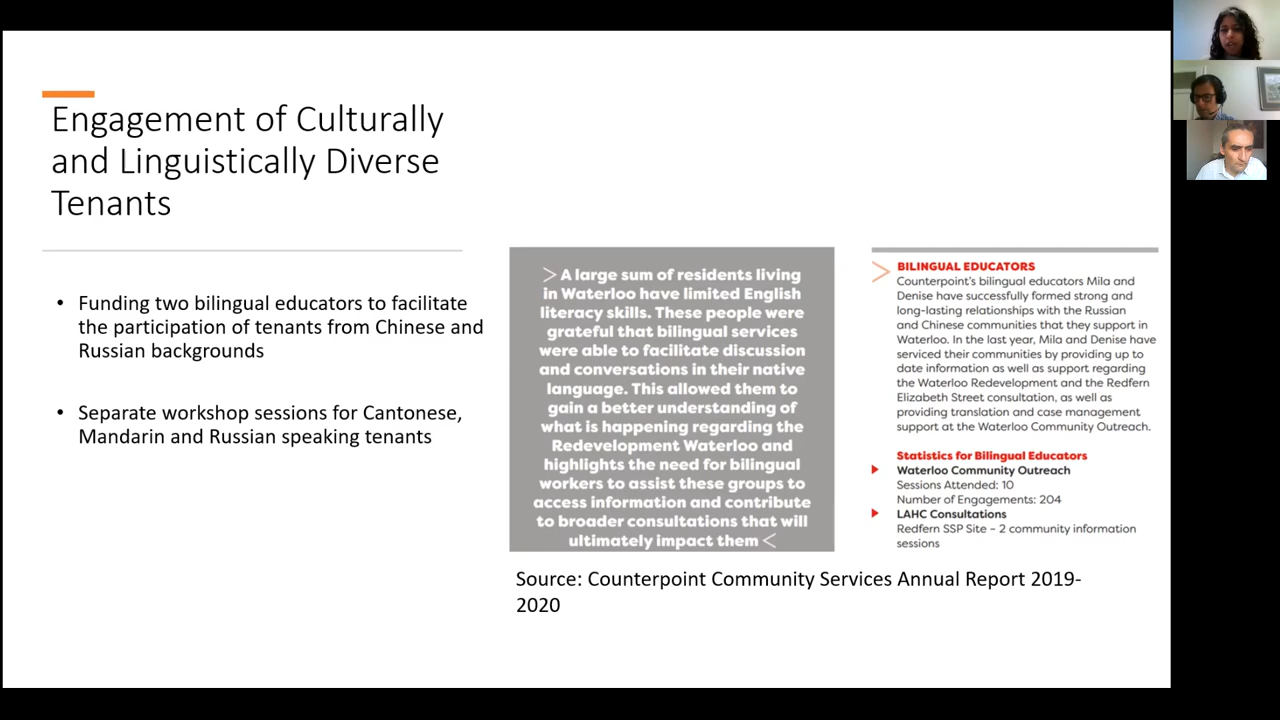 Engagement of Culturally
and Linguistically Diverse
Tenants
• Funding two bilingual educators to facilitate
the participation of tenants from Chinese and
Russian backgrounds
• Separate workshop sessions for Cantonese,
Mandarin and Russian speaking tenants
> A large sum of residents living
in Waterloo have limited English
literacy skills. These people were
grateful that bilingual services
were able to facilitate discussion
and conversations in their native
language. This allowed them to
gain a better understanding of
what is happening regarding the
Redevelopment Waterloo and
highlights the need for bilingual
workers to assist these groups to
access information and contribute
to broader consultations that will
ultimately impact them <
> BILINGUAL EDUCATORS
Counterpoint's bilingual educators Mila and
Denise have successfully formed strong and
long-lasting relationships with the Russian
and Chinese communities that they support in
Waterloo. In the last year, Mila and Denise have
serviced their communities by providing up to
date information as well as support regarding
the Waterloo Redevelopment and the Redfern
Elizabeth Street consultation, as well as
providing translation and case management
support at the Waterloo Community Outreach.
Statistics for Bilingual Educators
Waterloo Community Outreach
Sessions Attended: 10
Number of Engagements: 204
LAHC Consultations
Redfern SSP Site – 2 community information
sessions
Source: Counterpoint Community Services Annual Report 2019-
2020